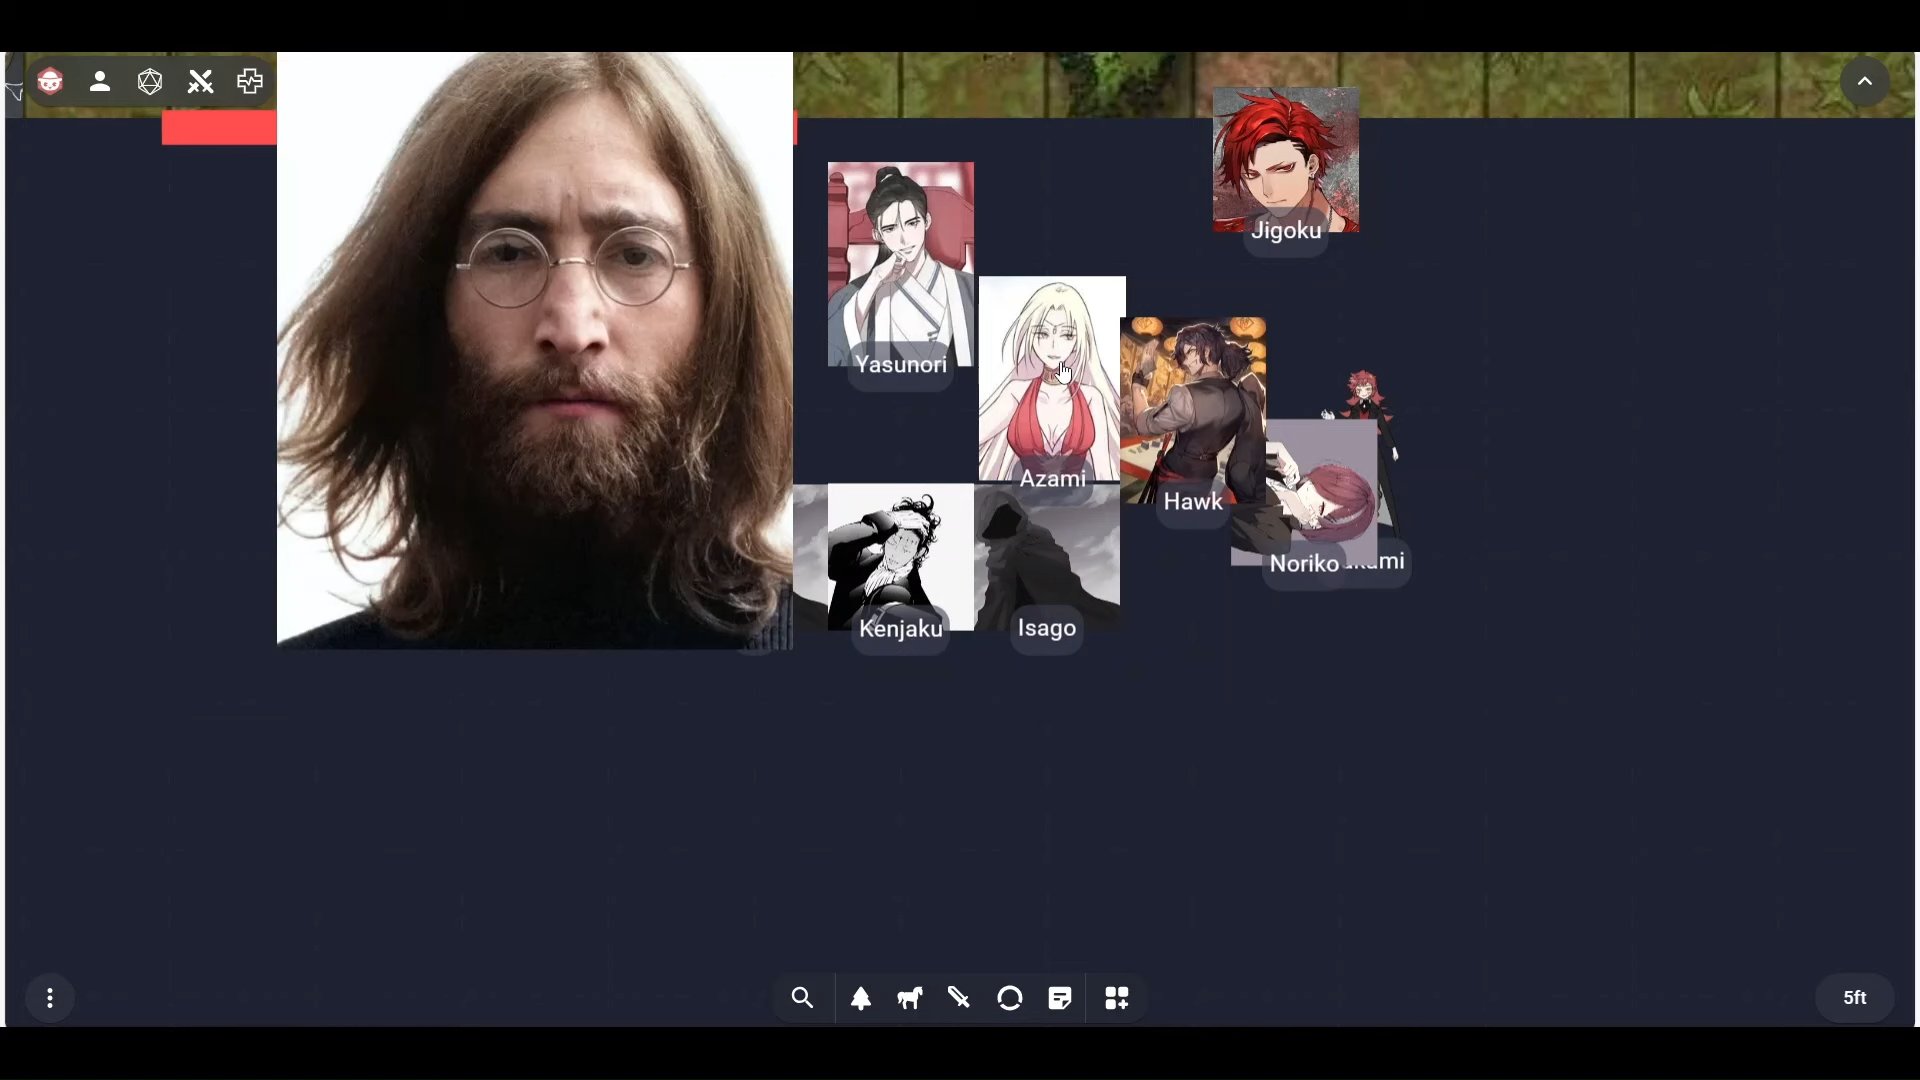 Jigoku
Yasunori
Azami
Hawk
Noriko
Kenjaku
Isago
5ft